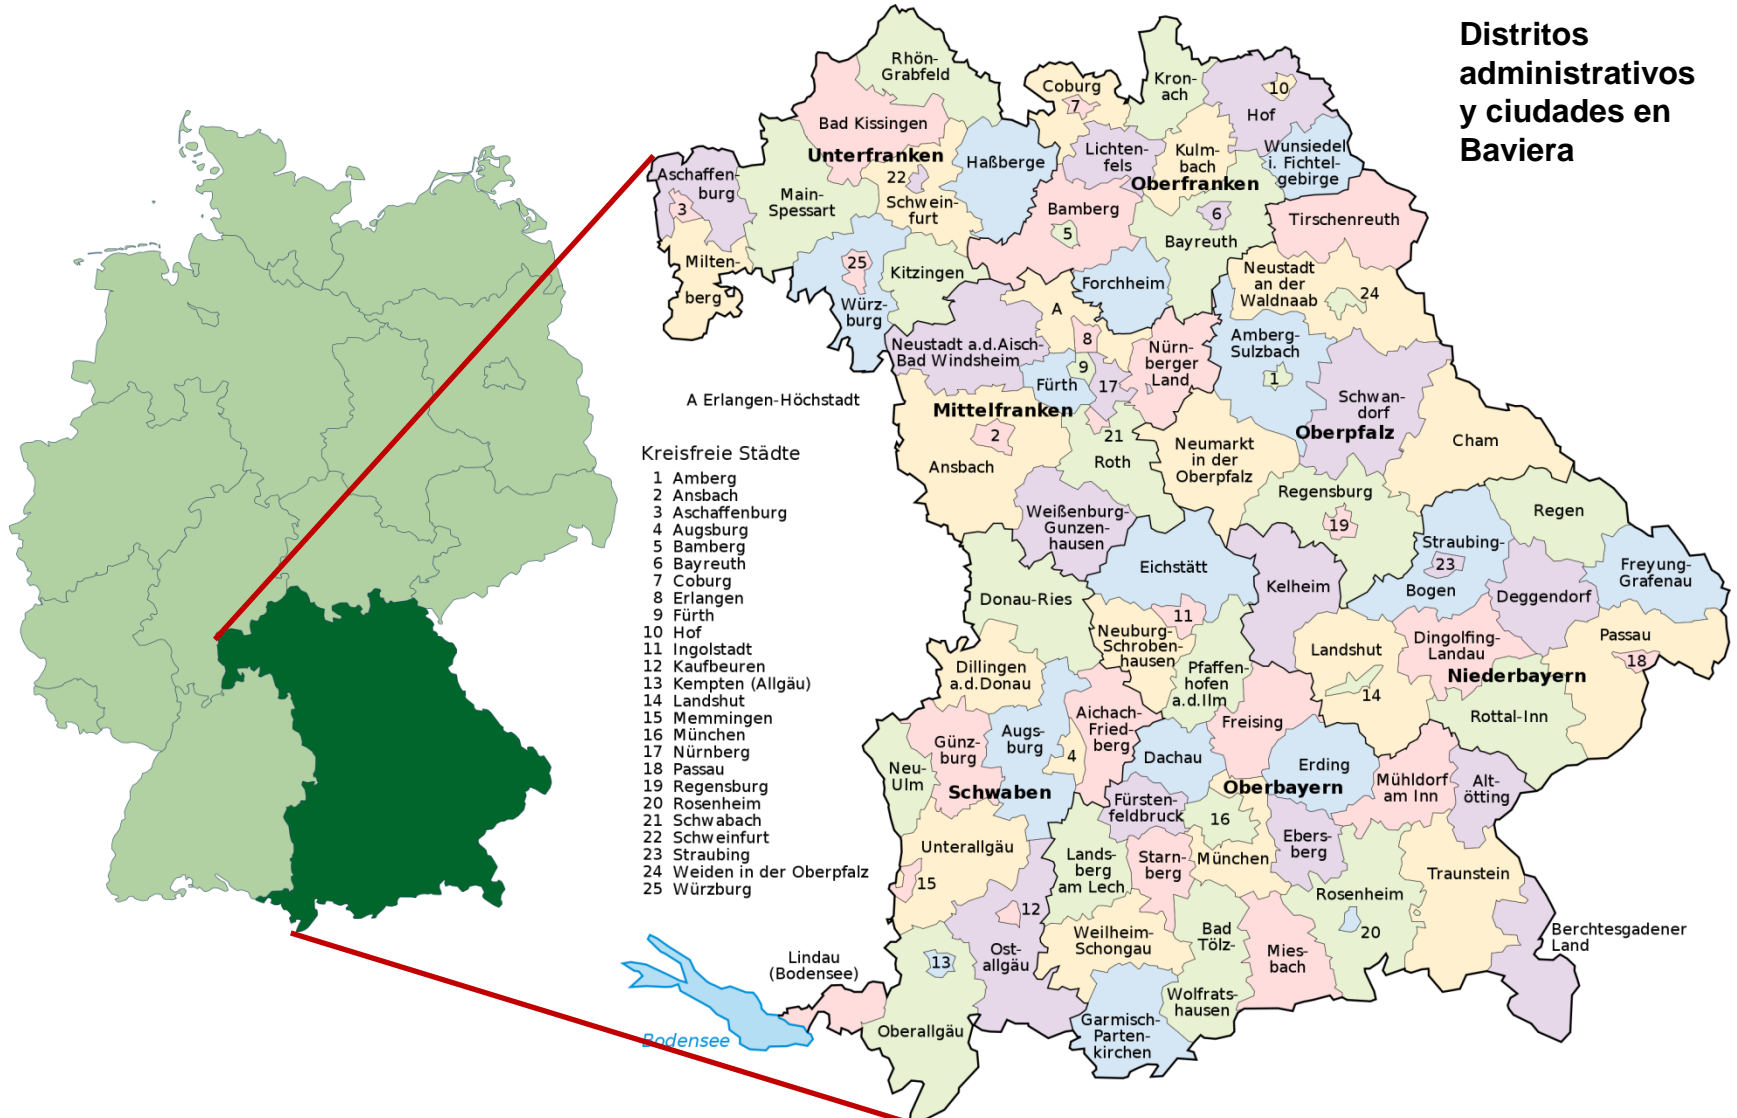 Distritos
administrativos
y ciudades en
Baviera
Rhön-
Grabfeld
Coburg
7
Kron-
ach
10
Hof
Bad Kissingen
Unterfranken
Haßberge
Lichten-
fels
Kulm-
bach
Oberfranken
Wunsiedel
i. Fichtel-
gebirge
Aschaffen-
burg
3
Main-
Spessart
22
Schwein-
furt
Bamberg
5
6
Bayreuth
Tirschenreuth
Milten-
berg
25
Würz-
burg
Kitzingen
Forchheim
Neustadt
an der
Waldnaab
24
A
8
Neustadt a.d.Aisch-
Bad Windsheim
Nürn-
berger
Land
Amberg-
Sulzbach
1
9
Fürth
17
Schwan-
dorf
Oberpfalz
A Erlangen-Höchstadt
Mittelfranken
2
Ansbach
21
Roth
Neumarkt
in der
Oberpfalz
Cham
Kreisfreie Städte
1 Amberg
2 Ansbach
3 Aschaffenburg
4 Augsburg
5 Bamberg
6 Bayreuth
7 Coburg
8 Erlangen
9 Fürth
10 Hof
11 Ingolstadt
12 Kaufbeuren
13 Kempten (Allgäu)
14 Landshut
15 Memmingen
16 München
17 Nürnberg
18 Passau
19 Regensburg
20 Rosenheim
21 Schwabach
22 Schweinfurt
23 Straubing
24 Weiden in der Oberpfalz
25 Würzburg
Weißenburg-
Gunzen-
hausen
Regensburg
19
Regen
Straubing-
23
Bogen
Freyung-
Grafenau
Eichstätt
Kelheim
Deggendorf
Donau-Ries
11
Neuburg-
Schroben-
hausen
Landshut
14
Dingolfing-
Landau
Niederbayern
Passau
18
Dillingen
a.d.Donau
Pfaffen-
hofen
a.d.Ilm
Rottal-Inn
Aichach-
Fried-
berg
Freising
Günz-
burg
Augs-
burg
4
Dachau
Erding
Mühldorf
am Inn
Alt-
ötting
Neu-
Ulm
Schwaben
Oberbayern
Fürsten-
feldbruck
16
München
Ebers-
berg
Unterallgäu
15
Lands-
berg
am Lech
Starn-
berg
Traunstein
Rosenheim
20
12
Ost-
allgäu
Weilheim-
Schongau
Bad
Tölz-
Wolfrats-
hausen
Mies-
bach
Berchtesgadener
Land
Lindau
(Bodensee)
13
Oberallgäu
Garmisch-
Parten-
kirchen
Bodensee